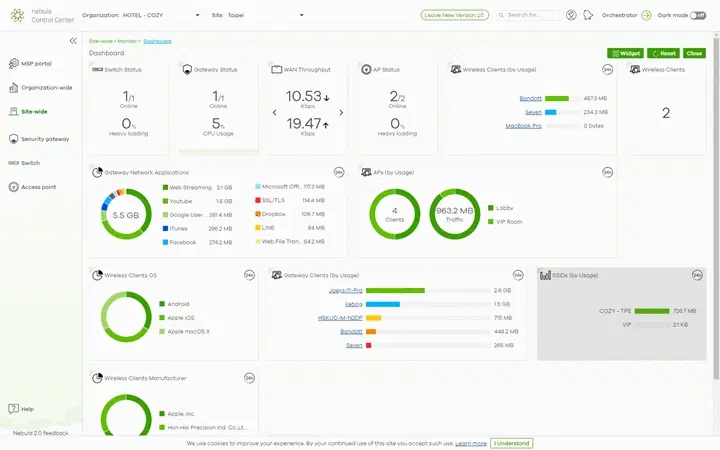 nebula
Control Center
Organization: HOTEL - COZY
Site: Taipei
Leave New Version
Search for...
Orchestrator
Dark mode
off
MSP portal
Organization-wide
Site-wide
Security gateway
Switch
Access point
Help
Nebula 2.0 Feedback
Site-wide > Monitor > Dashboard
Dashboard
Widget
Reset
Close
Switch Status
1/1
Online
0%
Heavy loading
Gateway Status
1/1
Online
5%
CPU Usage
WAN Throughput
10.53
Kbps
19.47
Kbps
AP Status
2/2
Online
0%
Heavy loading
Wireless Clients (by Usage)
24h
Bandott 487.3 MB
Seven 234.3 MB
MacBook Pro 0 bytes
Wireless Clients
2
Gateway Network Applications
24h
5.5 GB
Web Streaming 2.1 GB
Youtube 1.6 GB
Google User ... 381.4 MB
iTunes 296.2 MB
Facebook 274.2 MB
Microsoft Offi... 117.3 MB
SSL/TLS 114.4 MB
Dropbox 106.7 MB
LINE 84 MB
Web File Tran... 64.2 MB
APs (by Usage)
24h
4
Clients
963.2 MB
Traffic
Lobby
VIP Room
Wireless Clients OS
24h
Android
Apple iOS
Apple macOS X
Gateway Clients (by Usage)
24h
Joeys-Ti-Pro 2.6 GB
kebing 1.5 GB
HSKUO-M-N2DP 715 MB
Bandott 448.2 MB
Seven 265 MB
SSIDs (by Usage)
24h
COZY - TPE 726.7 MB
VIP 2.1 KB
Wireless Clients Manufacturer
24h
Apple, Inc
Hon Hai Precision Ind. Co.,Lt...
We use cookies to improve your experience. By your continued use of this site you accept such use. Learn more
I Understand